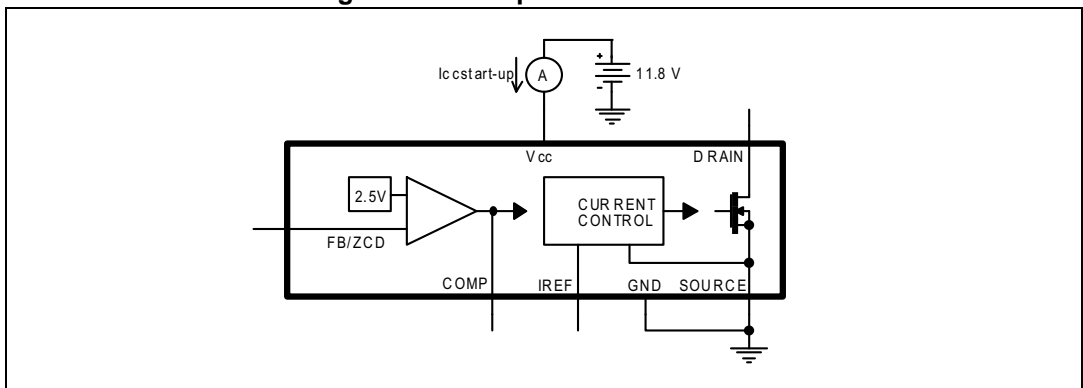 Iccstart-up
A
11.8 V
Vcc
DRAIN
2.5V
CURRENT
CONTROL
FB/ZCD
COMP
IREF
GND
SOURCE